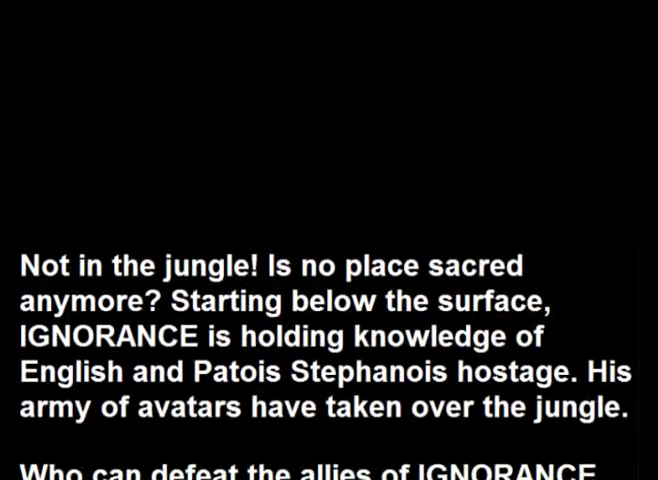 Not in the jungle! Is no place sacred
anymore? Starting below the surface,
IGNORANCE is holding knowledge of
English and Patois Stephanois hostage. His
army of avatars have taken over the jungle.
Who can defeat the allies of IGNORANCE